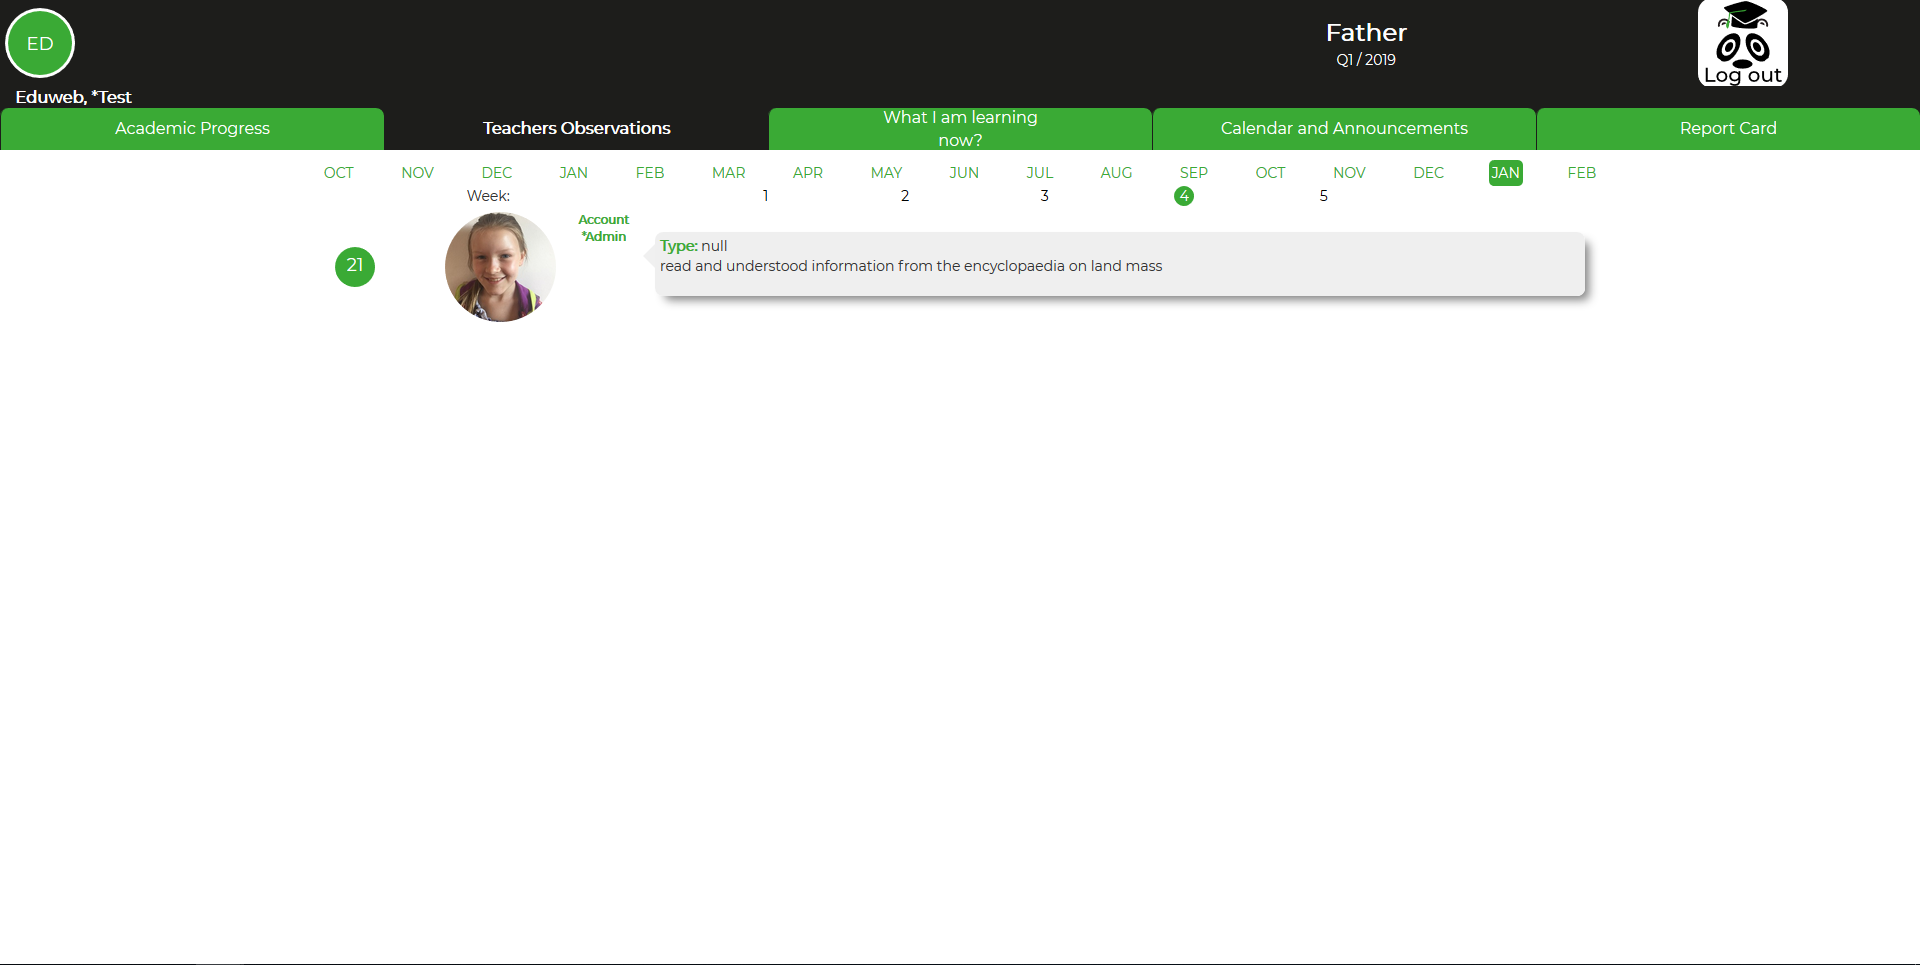 ED
Father
Q1 / 2019
Log out
Eduweb, *Test
Academic Progress
Teachers Observations
What I am learning
now?
Calendar and Announcements
Report Card
OCT NOV DEC JAN FEB MAR APR MAY JUN JUL AUG SEP OCT NOV DEC JAN FEB
Week: 1 2 3 4 5
21
Account
*Admin
Type: null
read and understood information from the encyclopaedia on land mass